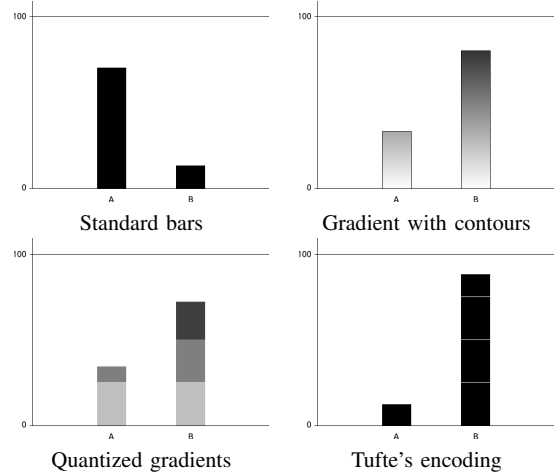 100
0
A B
Standard bars
100
0
A B
Gradient with contours
100
0
A B
Quantized gradients
100
0
A B
Tufte's encoding